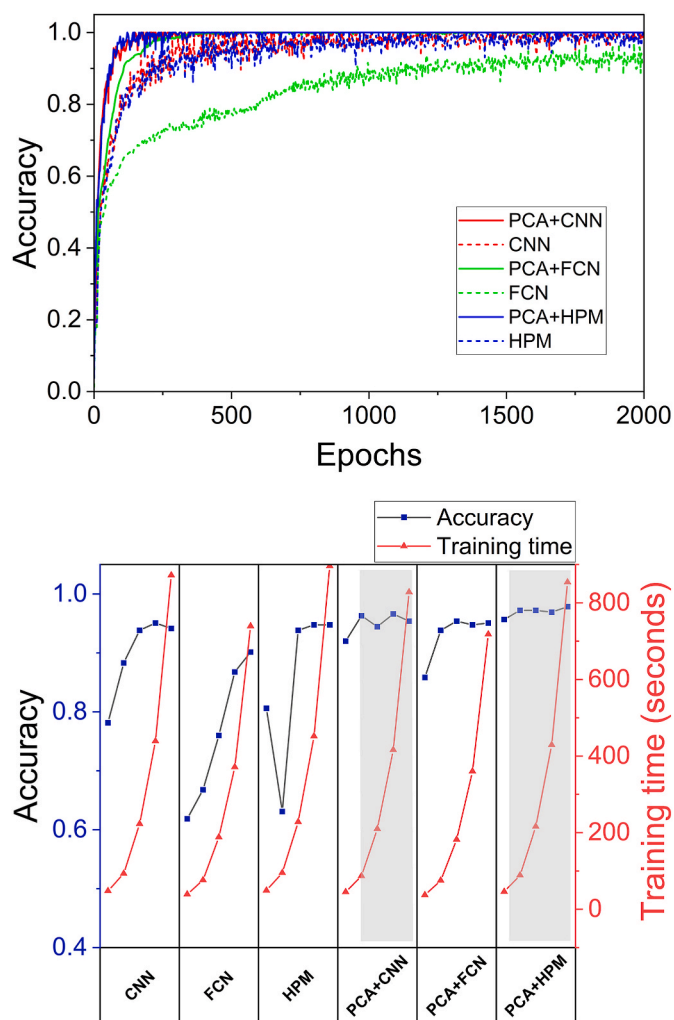 1.0
0.8
0.6
0.4
0.2
0.0
Accuracy
PCA+CNN
CNN
PCA+FCN
FCN
PCA+HPM
HPM
0
500
1000
1500
2000
Epochs
Accuracy
Training time
1.0
0.8
0.6
0.4
Accuracy
800
600
400
200
0
Training time (seconds)
CNN
FCN
HPM
PCA+CNN
PCA+FCN
PCA+HPM